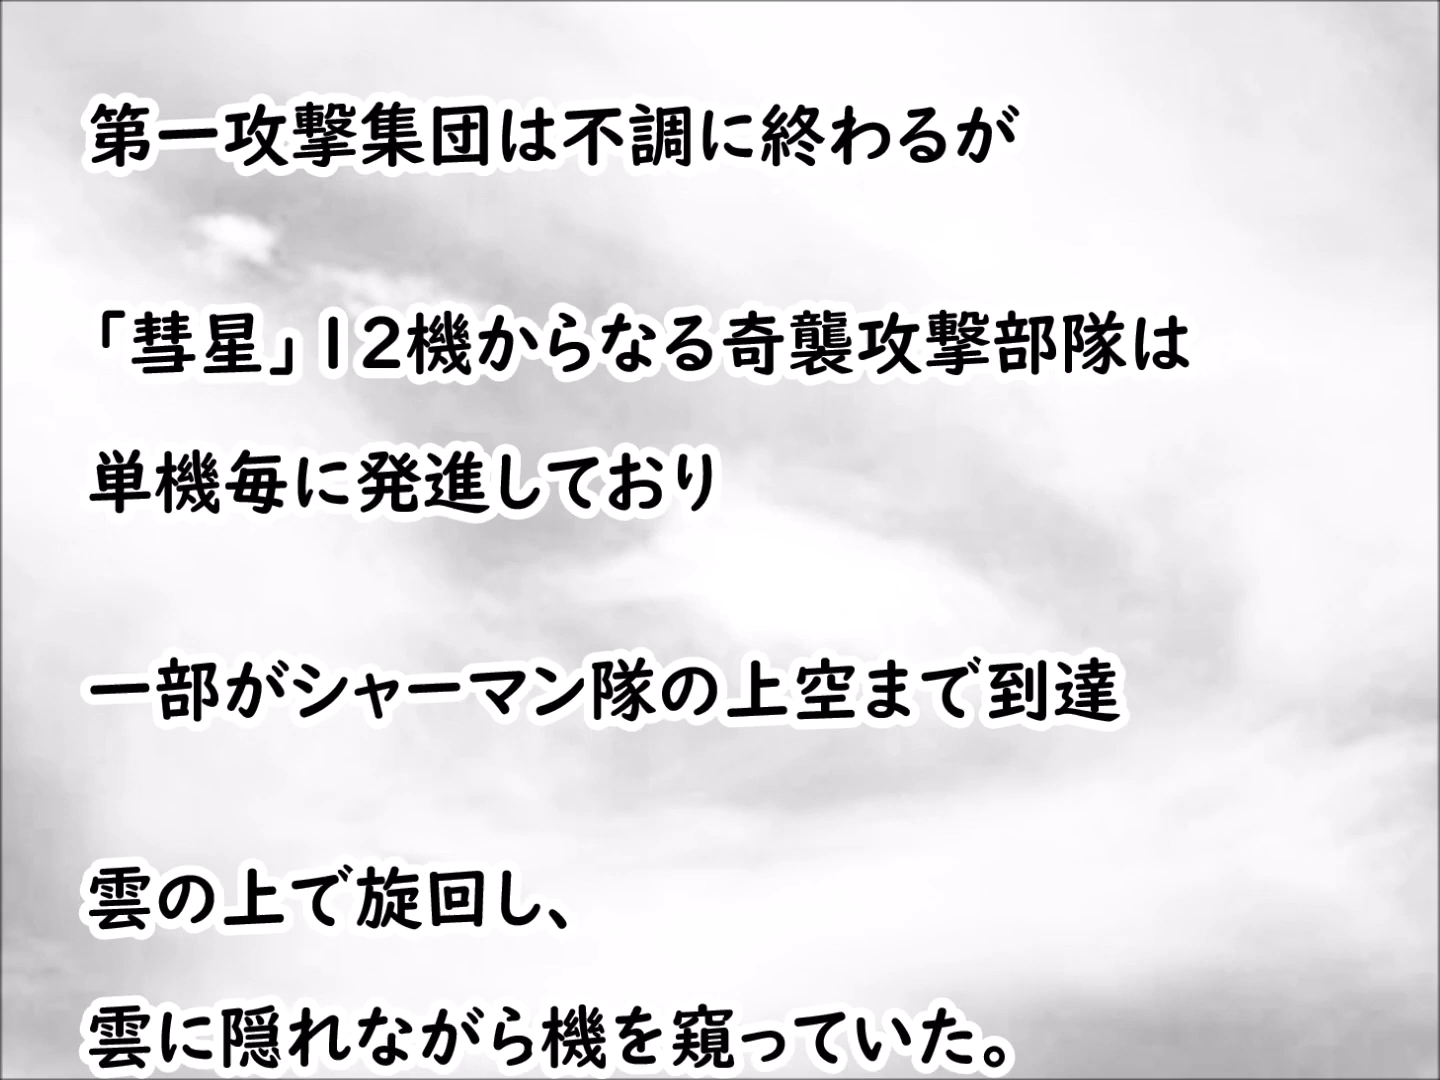 第一攻撃集団は不調に終わるが
「彗星」12機からなる奇襲攻撃部隊は
単機毎に発進しており
一部がシャーマン隊の上空まで到達
雲の上で旋回し、
雲に隠れながら機を窺っていた。